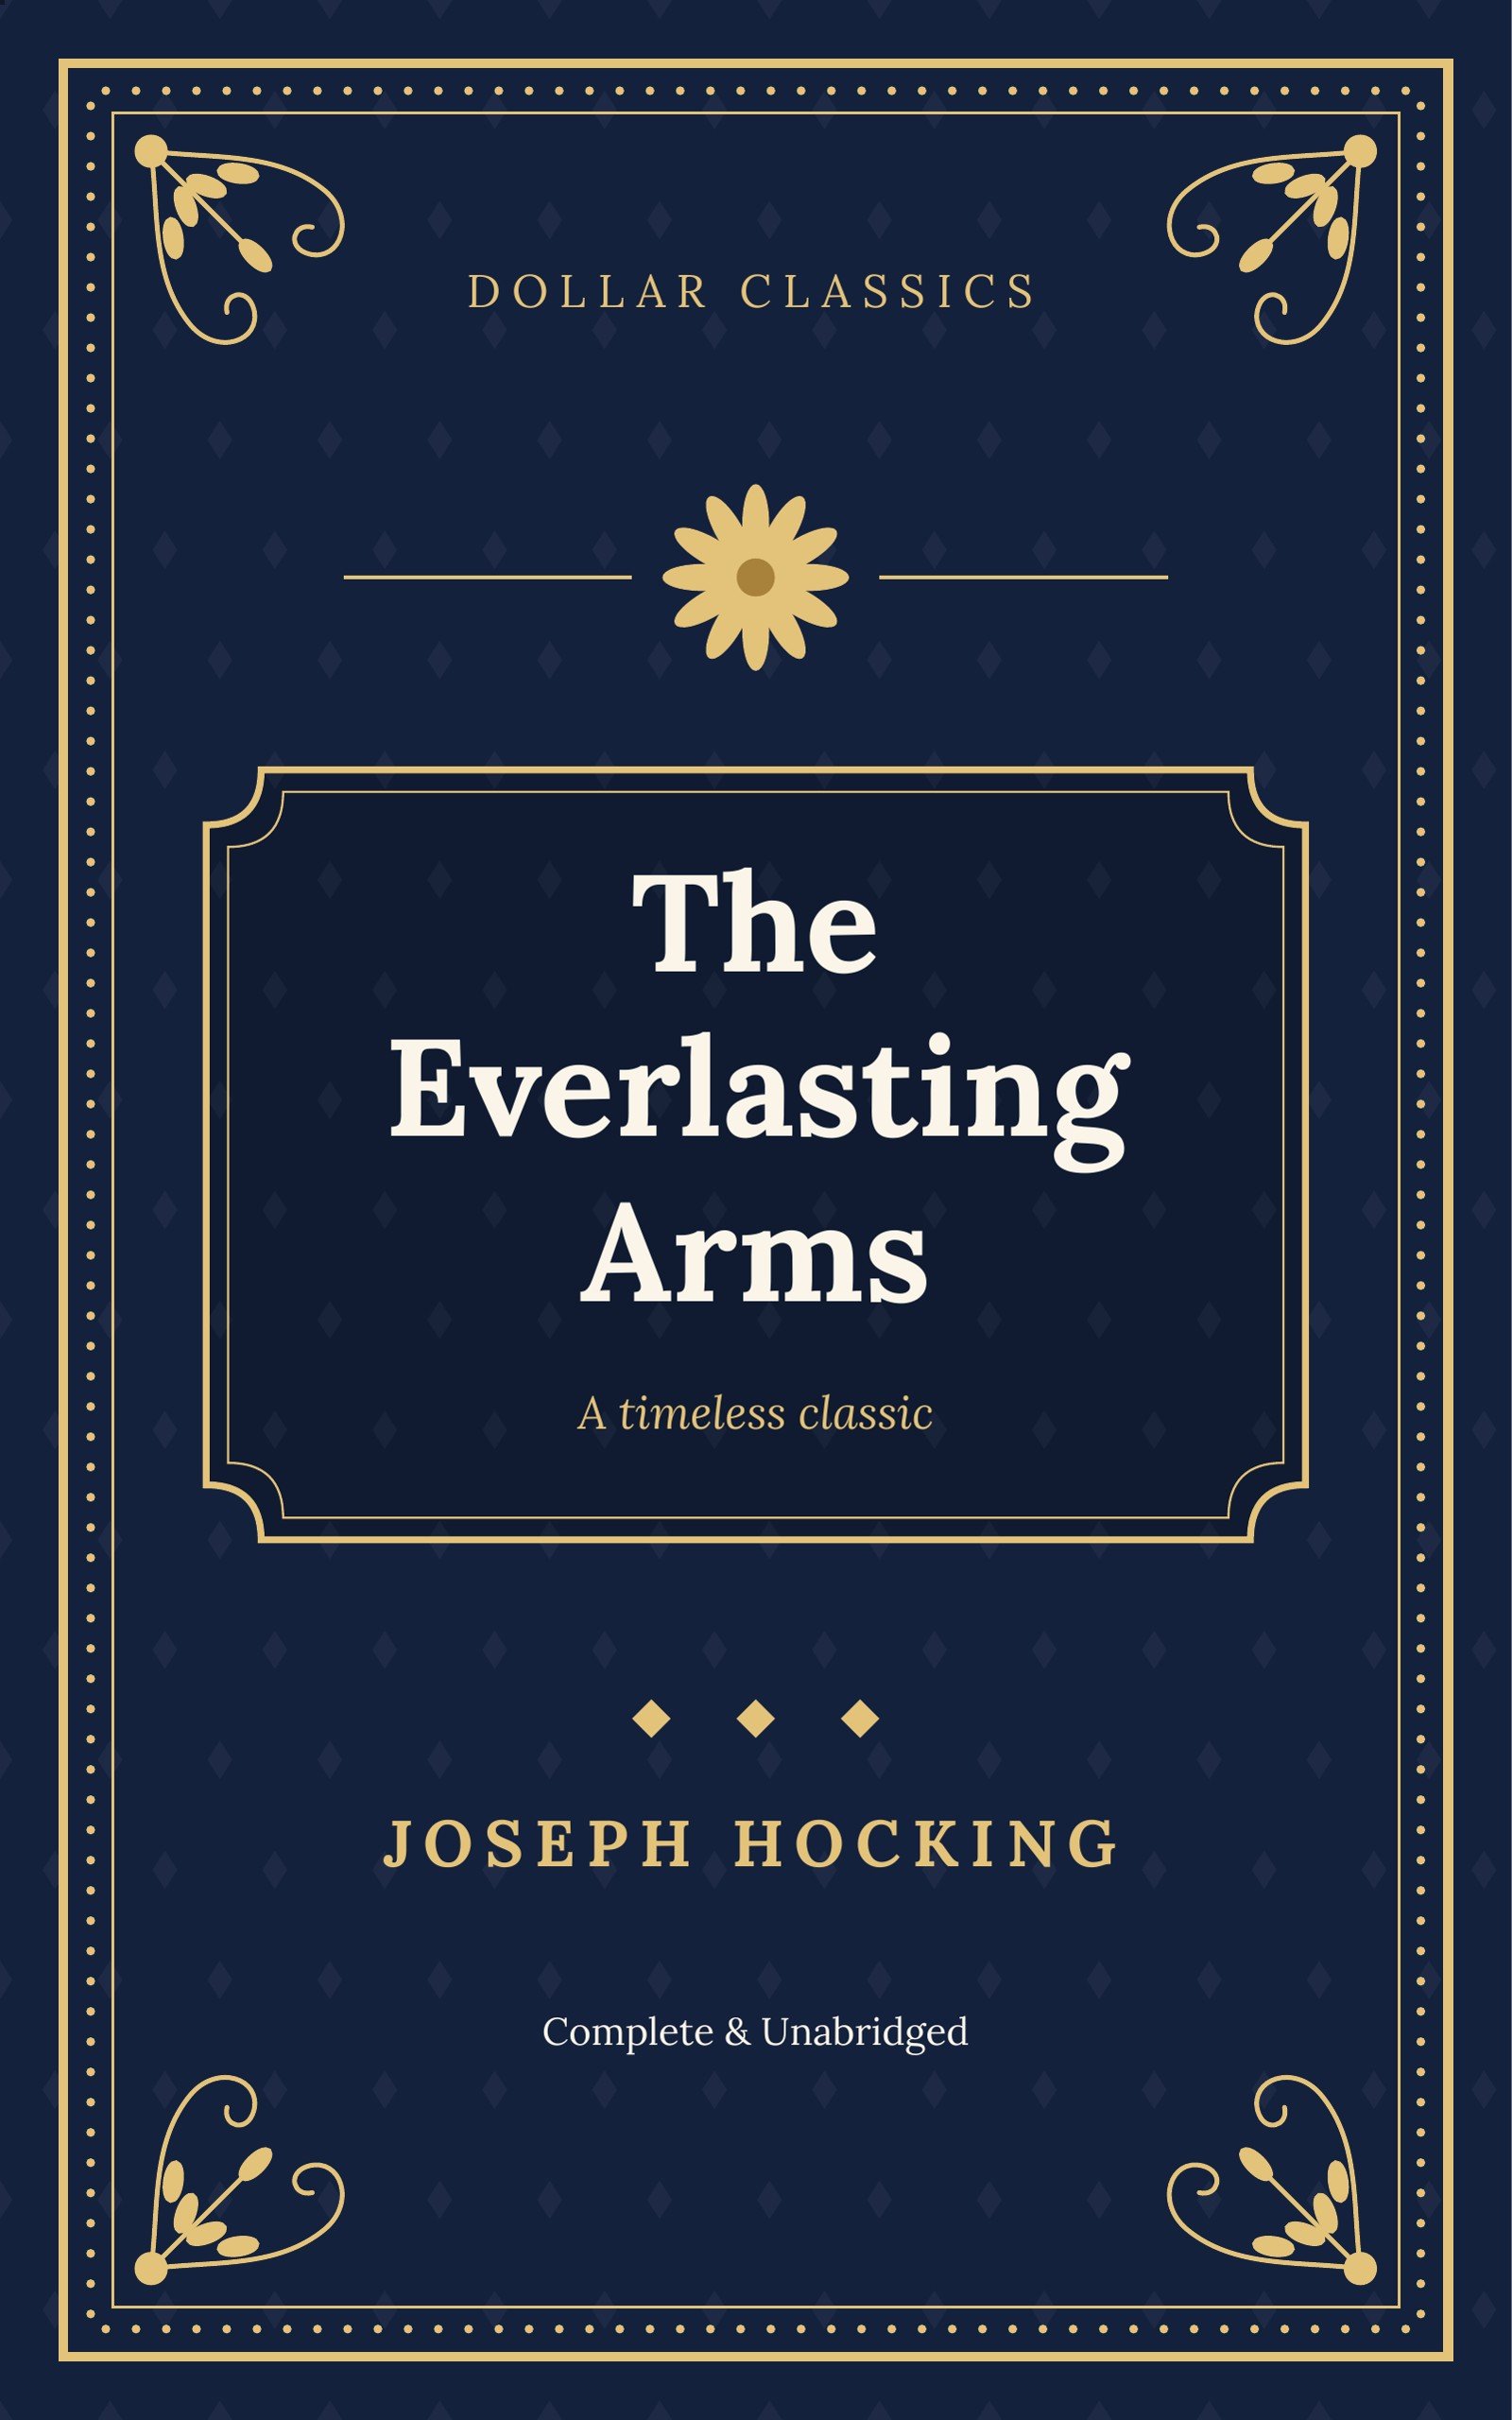 DOLLAR CLASSICS
The
Everlasting
Arms
A timeless classic
JOSEPH HOCKING
Complete & Unabridged